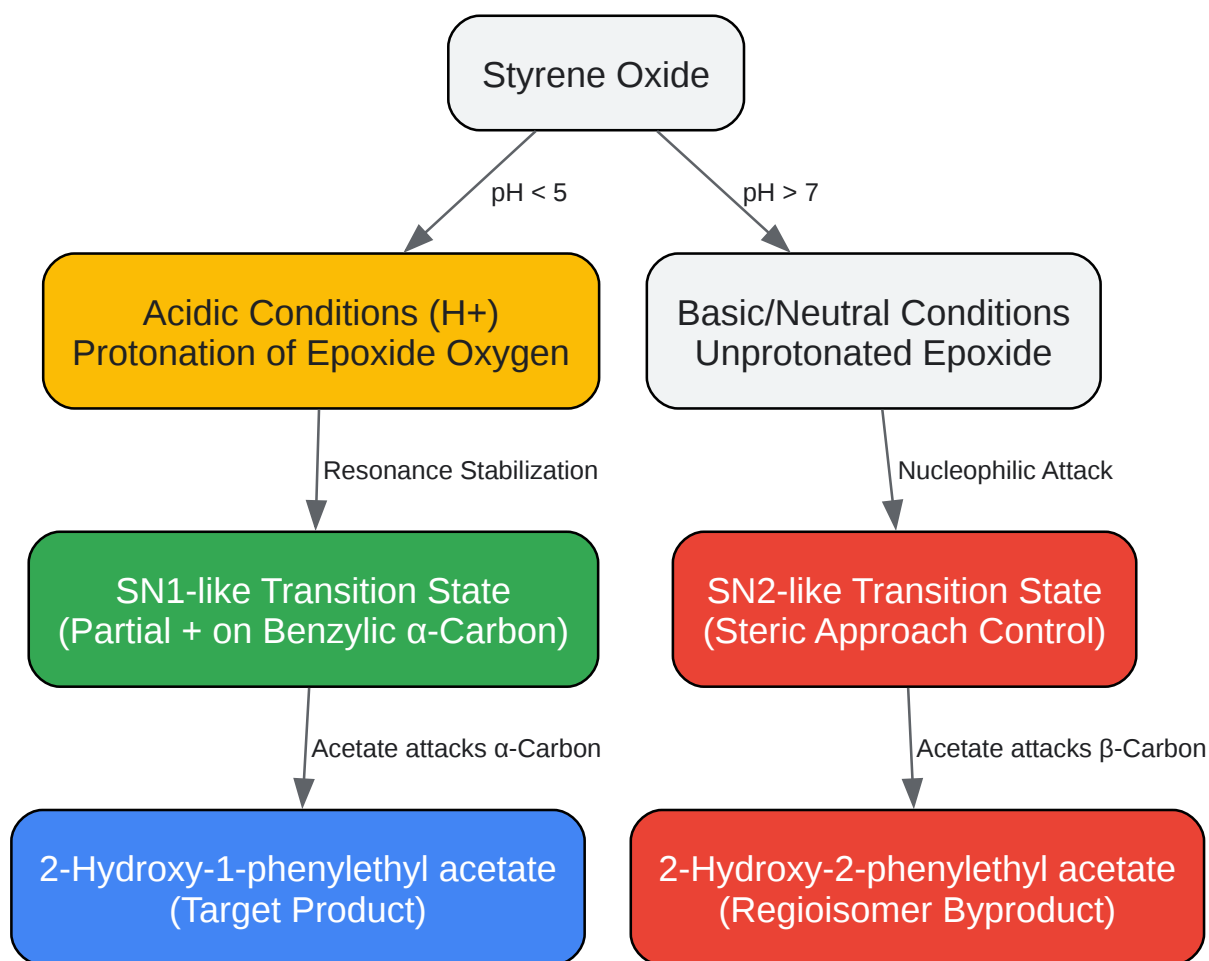 Styrene Oxide
pH < 5
pH > 7
Acidic Conditions (H+)
Protonation of Epoxide Oxygen
Basic/Neutral Conditions
Unprotonated Epoxide
Resonance Stabilization
Nucleophilic Attack
SN1-like Transition State
(Partial + on Benzylic α-Carbon)
SN2-like Transition State
(Steric Approach Control)
Acetate attacks α-Carbon
Acetate attacks β-Carbon
2-Hydroxy-1-phenylethyl acetate
(Target Product)
2-Hydroxy-2-phenylethyl acetate
(Regioisomer Byproduct)